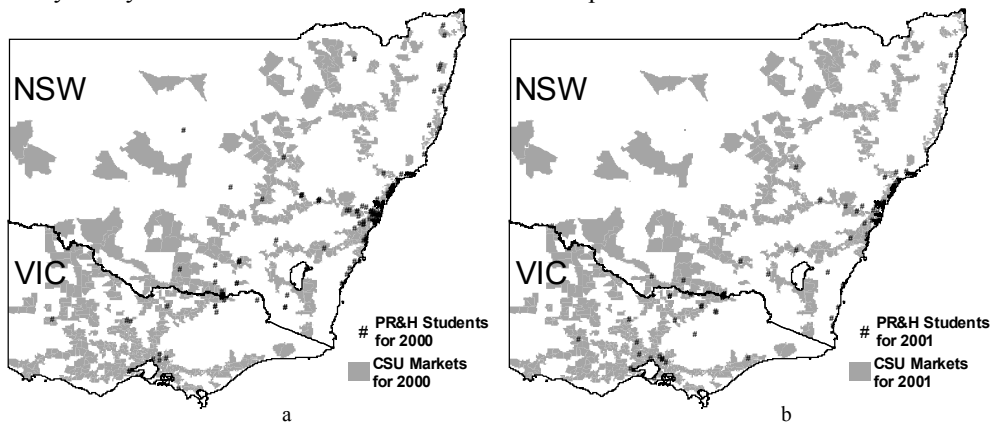 NSW
VIC
# PR&H Students
for 2000
CSU Markets
for 2000
a
NSW
VIC
# PR&H Students
for 2001
CSU Markets
for 2001
b